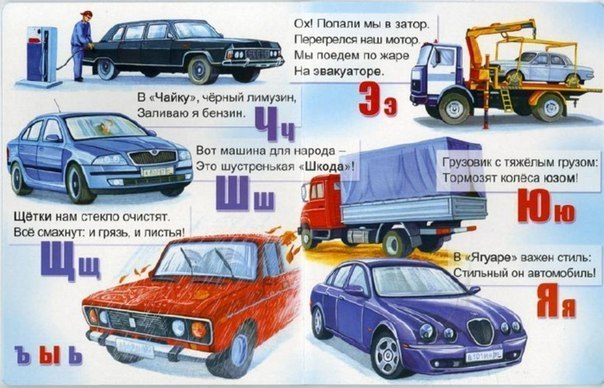 В «Чайку», чёрный лимузин,
Заливаю я бензин.
Чч
Вот машина для народа –
Это шустренькая «Шкода»!
Шш
Щётки нам стекло очистят.
Всё смахнут: и грязь, и листья!
Щщ
ъ ы ь
Ох! Попали мы в затор.
Перегрелся наш мотор.
Мы поедем по жаре
На эвакуаторе.
Ээ
Грузовик с тяжёлым грузом:
Тормозят колёса юзом!
Юю
В «Ягуаре» важен стиль:
Стильный он автомобиль!
Яя